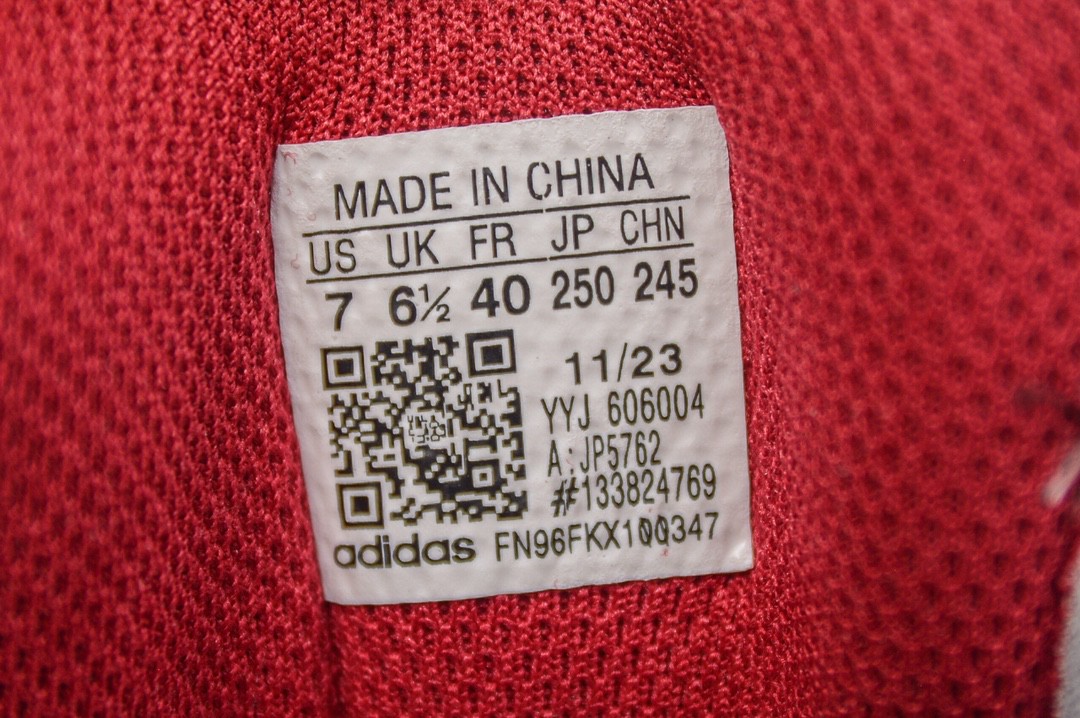 MADE IN CHINA
US UK FR JP CHN
7 6½ 40 250 245
11/23
YYJ 606004
A: JP5762
#133824769
adidas FN96FKX100347